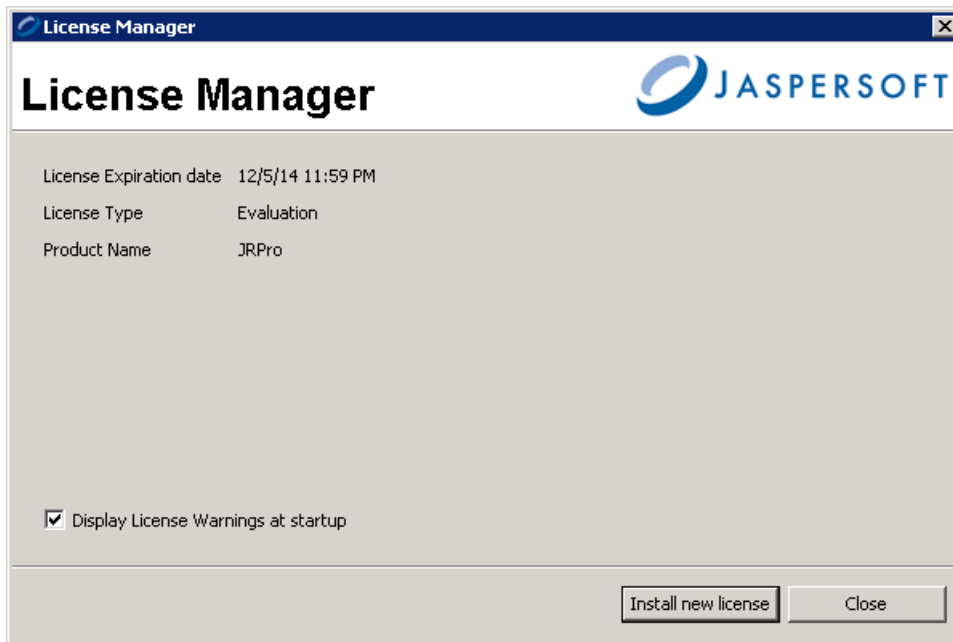 License Manager
License Manager
JASPERSOFT
License Expiration date 12/5/14 11:59 PM
License Type Evaluation
Product Name JRPro
Display License Warnings at startup
Install new license Close